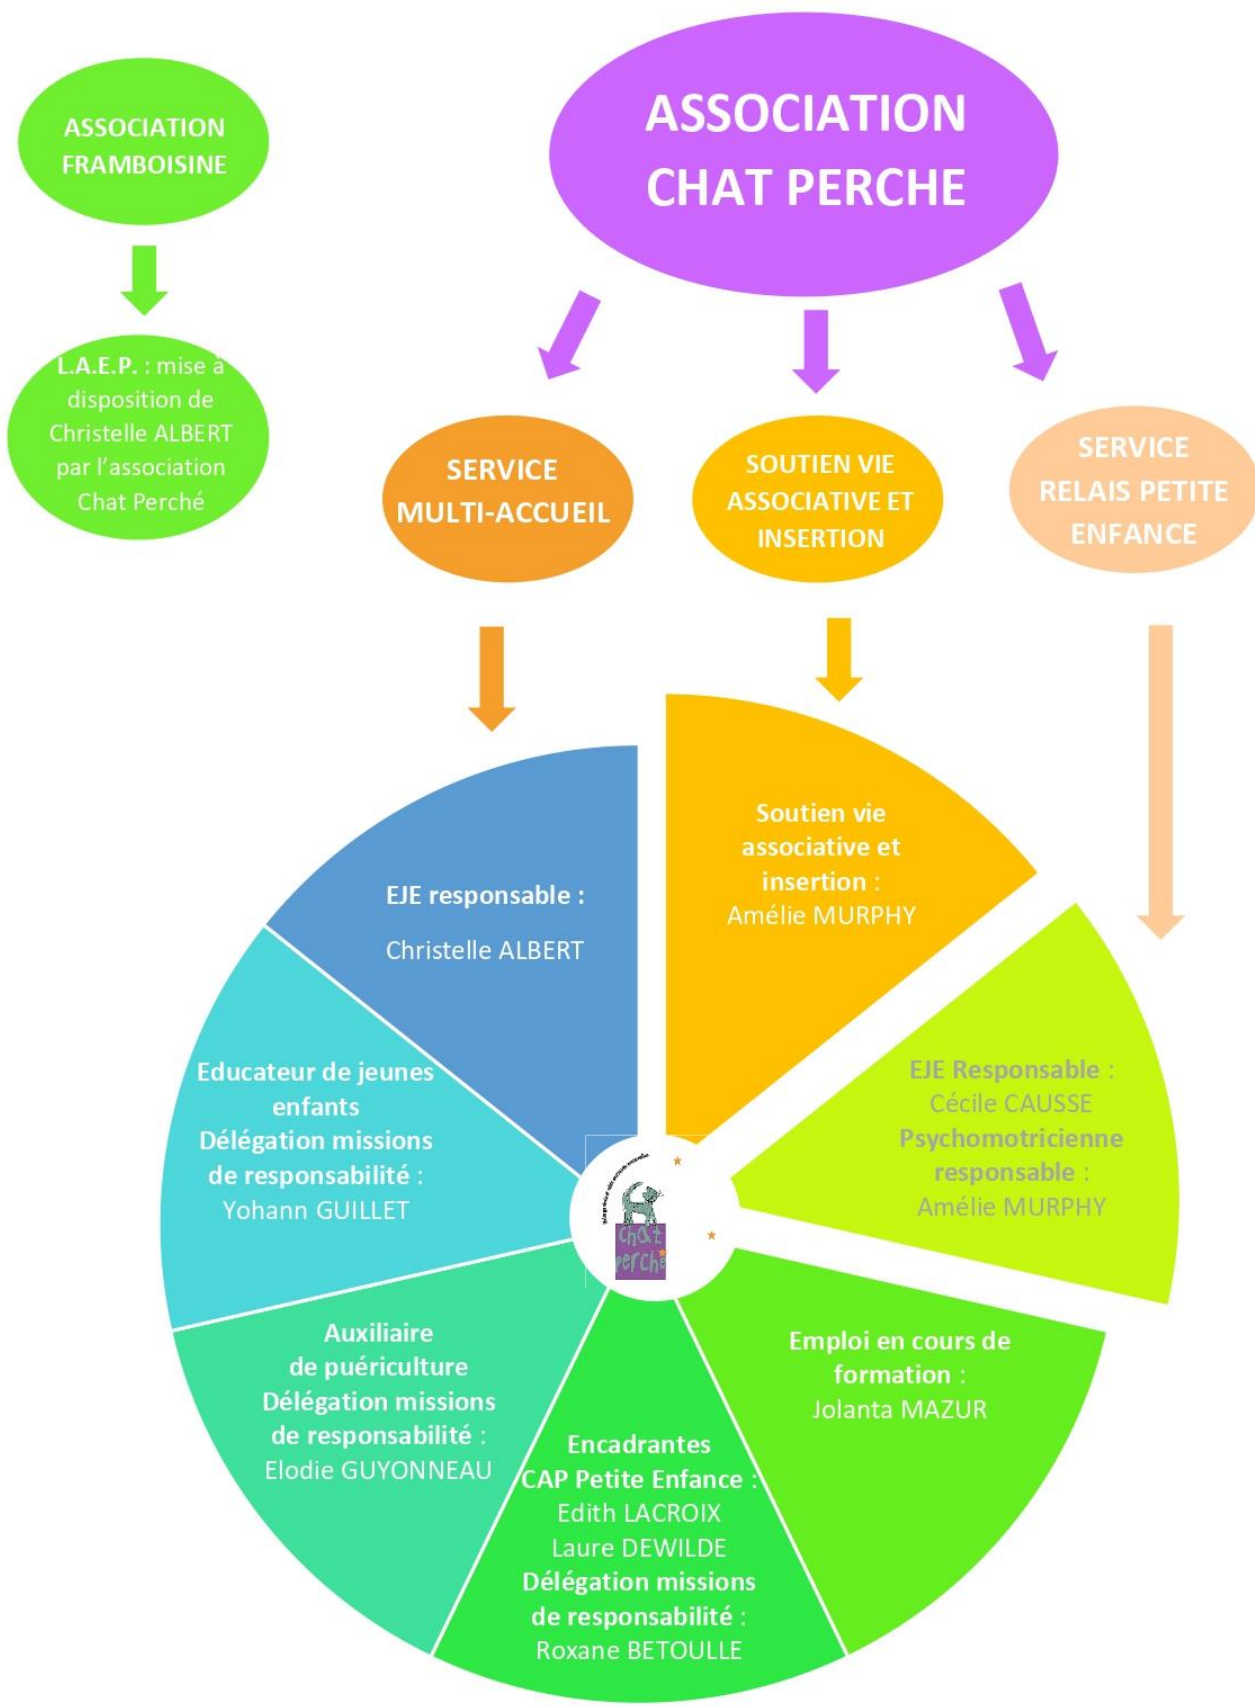 ASSOCIATION
FRAMBOISINE
L.A.E.P. : mise à
disposition de
Christelle ALBERT
par l'association
Chat Perché
ASSOCIATION
CHAT PERCHE
SERVICE
MULTI-ACCUEIL
SOUTIEN VIE
ASSOCIATIVE ET
INSERTION
SERVICE
RELAIS PETITE
ENFANCE
EJE responsable :
Christelle ALBERT
Soutien vie
associative et
insertion :
Amélie MURPHY
EJE Responsable :
Cécile CAUSSE
Psychomotricienne
responsable :
Amélie MURPHY
Educateur de jeunes
enfants
Délégation missions
de responsabilité :
Yohann GUILLET
chat
perché
Auxiliaire
de puériculture
Délégation missions
de responsabilité :
Elodie GUYONNEAU
Encadrantes
CAP Petite Enfance :
Edith LACROIX
Laure DEWILDE
Délégation missions
de responsabilité :
Roxane BETOULLE
Emploi en cours de
formation :
Jolanta MAZUR